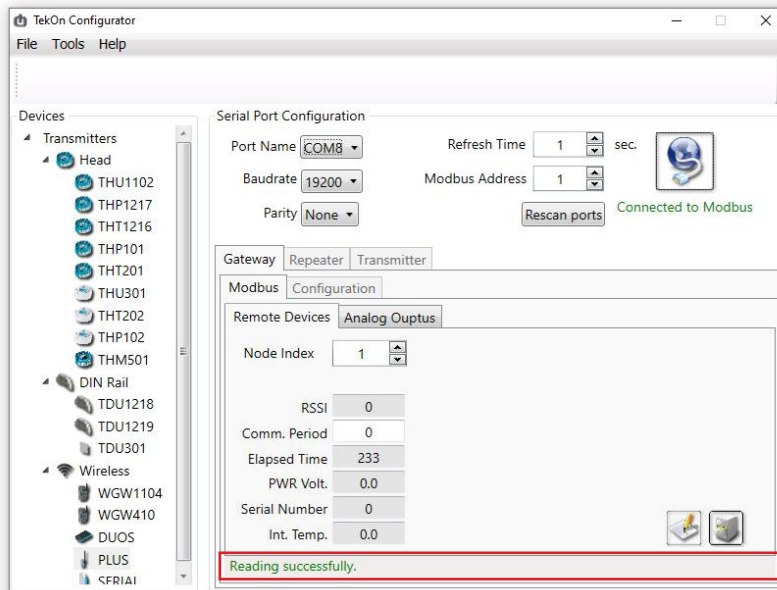 TekOn Configurator
File Tools Help
Devices
Transmitters
Head
THU1102
THP1217
THT1216
THP101
THT201
THU301
THT202
THP102
THM501
DIN Rail
TDU1218
TDU1219
TDU301
Wireless
WGW1104
WGW410
DUOS
PLUS
SERIAL
Serial Port Configuration
Port Name COM8 Refresh Time 1 sec.
Baudrate 19200 Modbus Address 1
Parity None Rescan ports Connected to Modbus
Gateway Repeater Transmitter
Modbus Configuration
Remote Devices Analog Ouptus
Node Index 1
RSSI 0
Comm. Period 0
Elapsed Time 233
PWR Volt. 0.0
Serial Number 0
Int. Temp. 0.0
Reading successfully.